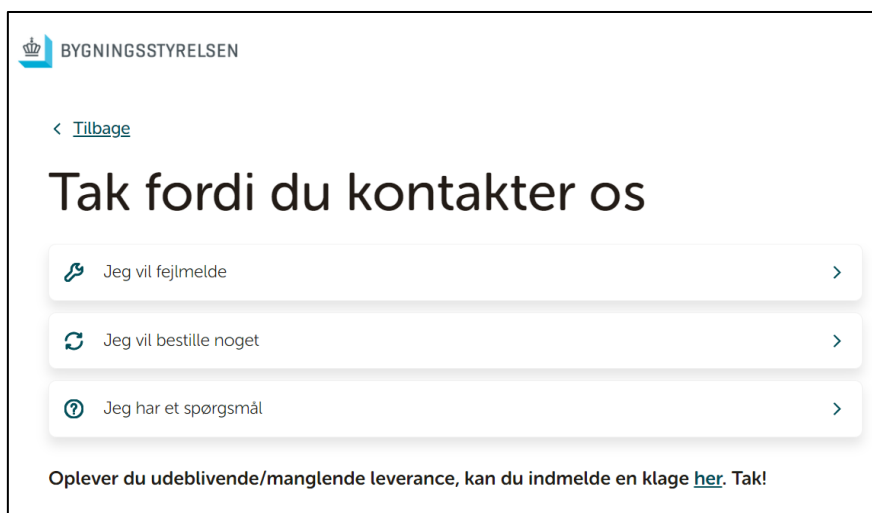 BYGNINGSSTYRELSEN
Tilbage
Tak fordi du kontakter os
Jeg vil fejlmelde
Jeg vil bestille noget
Jeg har et spørgsmål
Oplever du udeblivende/manglende leverance, kan du indmelde en klage her. Tak!